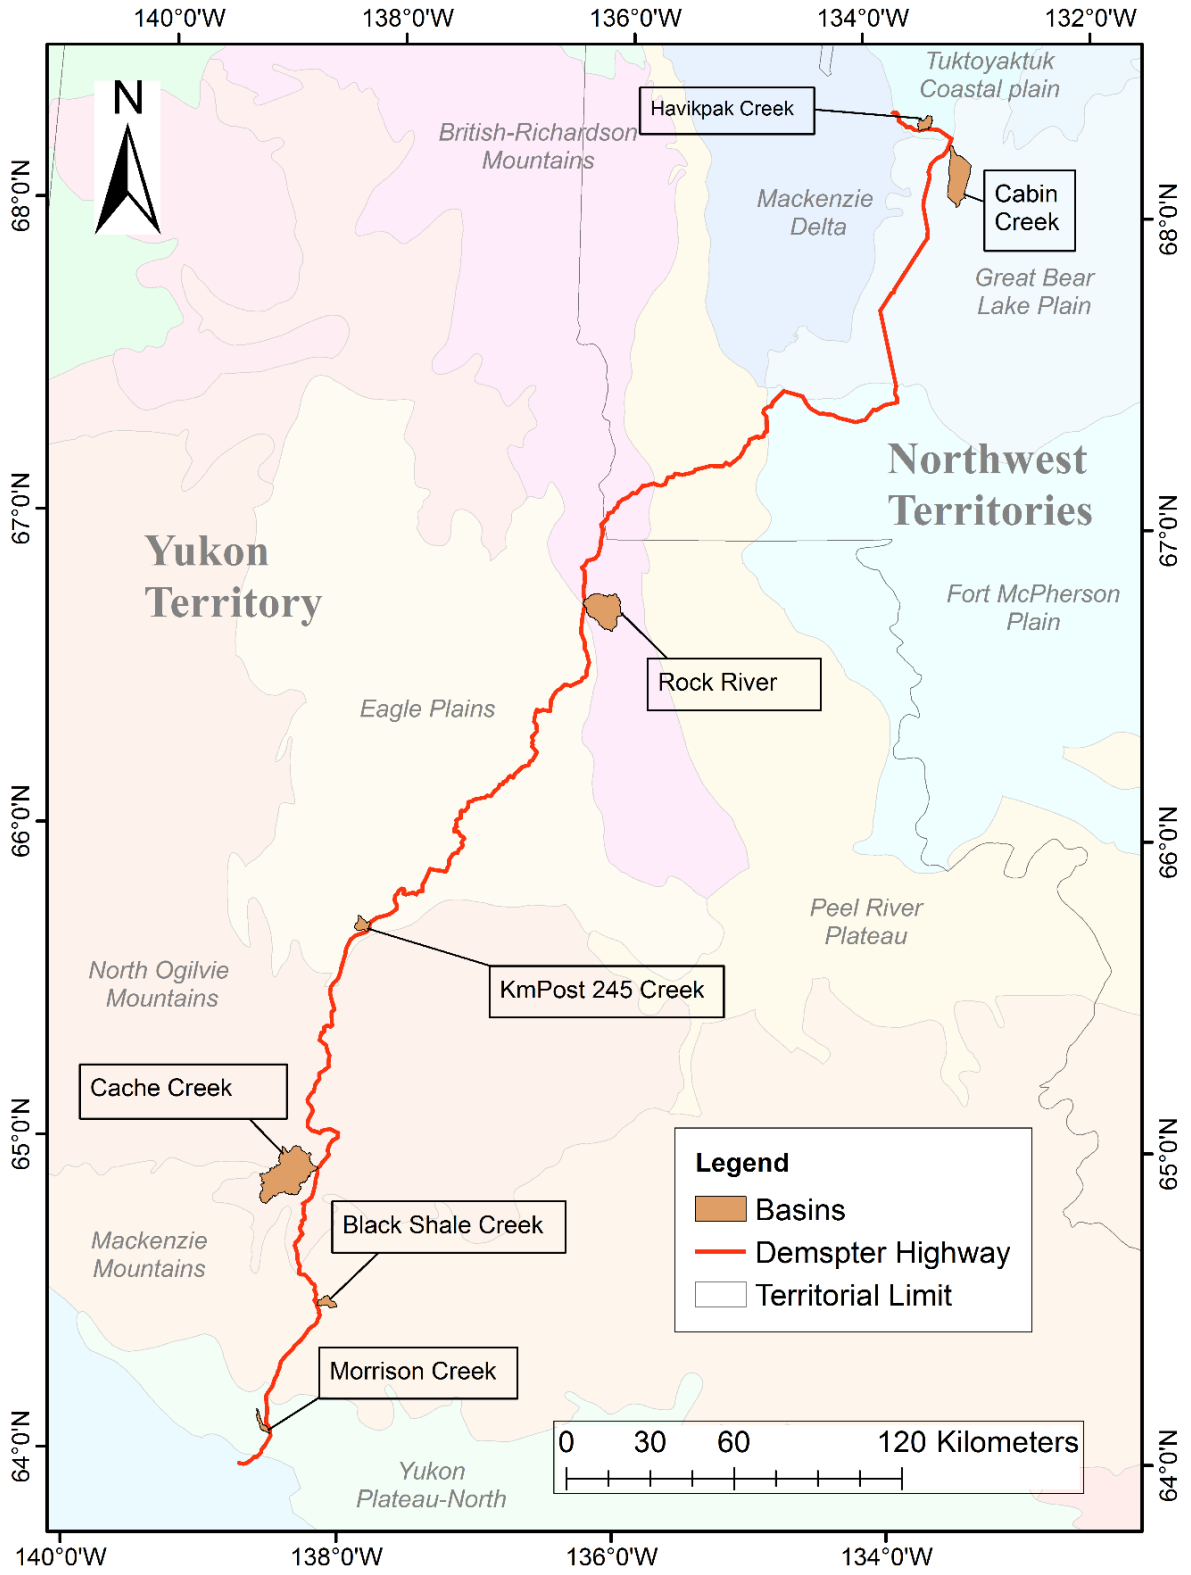 140°0'W 138°0'W 136°0'W 134°0'W 132°0'W
N
Tuktoyaktuk
Coastal plain
Havikpak Creek
British-Richardson
Mountains
68°0'N
68°0'N
Mackenzie
Delta
Cabin
Creek
Great Bear
Lake Plain
Northwest
Territories
67°0'N
67°0'N
Yukon
Territory
Fort McPherson
Plain
Rock River
Eagle Plains
66°0'N
66°0'N
Peel River
Plateau
North Ogilvie
Mountains
KmPost 245 Creek
Cache Creek
65°0'N
65°0'N
Legend
Basins
Demspter Highway
Territorial Limit
Black Shale Creek
Mackenzie
Mountains
Morrison Creek
64°0'N
64°0'N
0 30 60 120 Kilometers
Yukon
Plateau-North
140°0'W 138°0'W 136°0'W 134°0'W